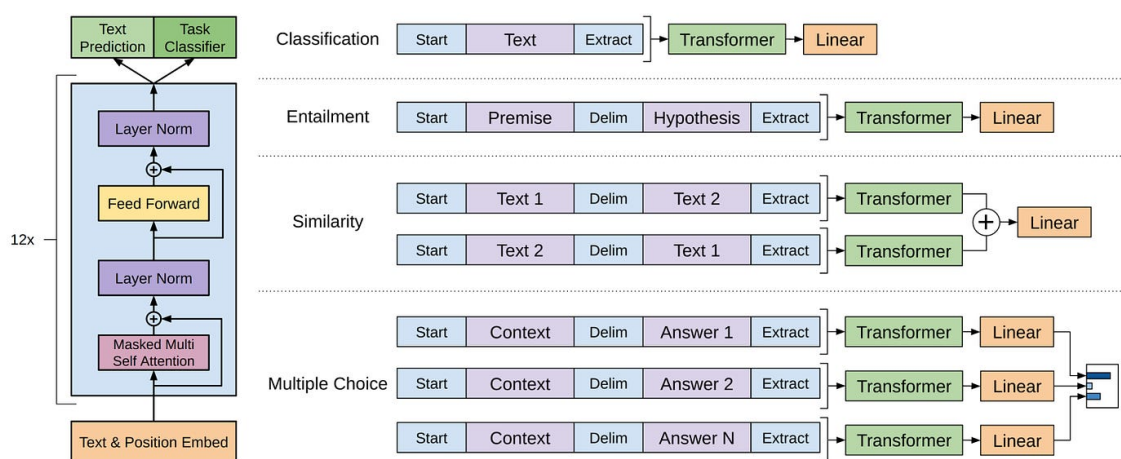 Text
Prediction
Task
Classifier
Layer Norm
Feed Forward
12x
Layer Norm
Masked Multi
Self Attention
Text & Position Embed
Classification
Start Text Extract Transformer Linear
Entailment
Start Premise Delim Hypothesis Extract Transformer Linear
Similarity
Start Text 1 Delim Text 2 Extract Transformer
Linear
Start Text 2 Delim Text 1 Extract Transformer
Multiple Choice
Start Context Delim Answer 1 Extract Transformer Linear
Start Context Delim Answer 2 Extract Transformer Linear
Start Context Delim Answer N Extract Transformer Linear